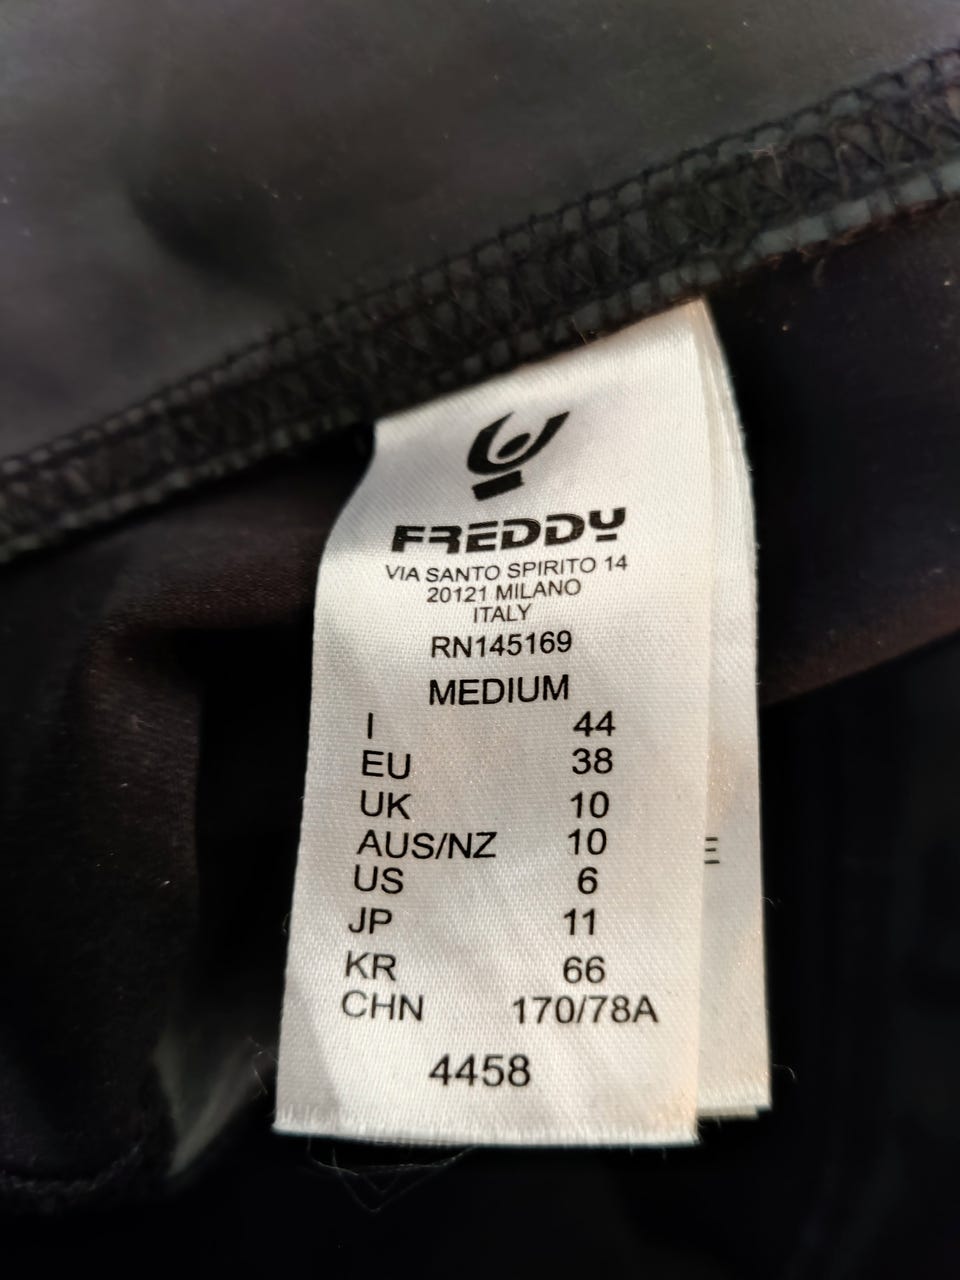 FREDDY
VIA SANTO SPIRITO 14
20121 MILANO
ITALY
RN145169
MEDIUM
I 44
EU 38
UK 10
AUS/NZ 10
US 6
JP 11
KR 66
CHN 170/78A
4458
E